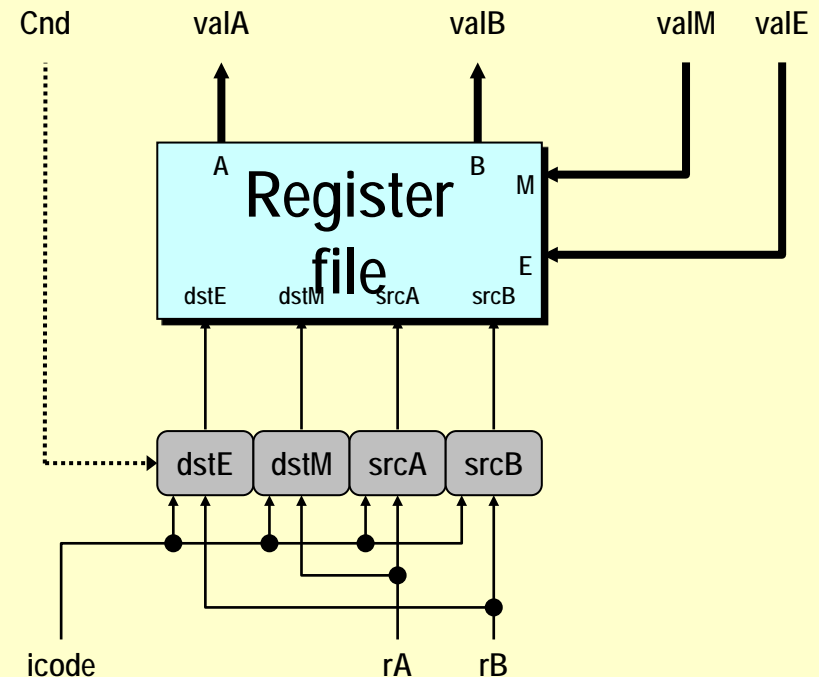 Cnd valA valB valM valE
A B
M
Register
file
E
dstE dstM srcA srcB
dstE dstM srcA srcB
icode rA rB